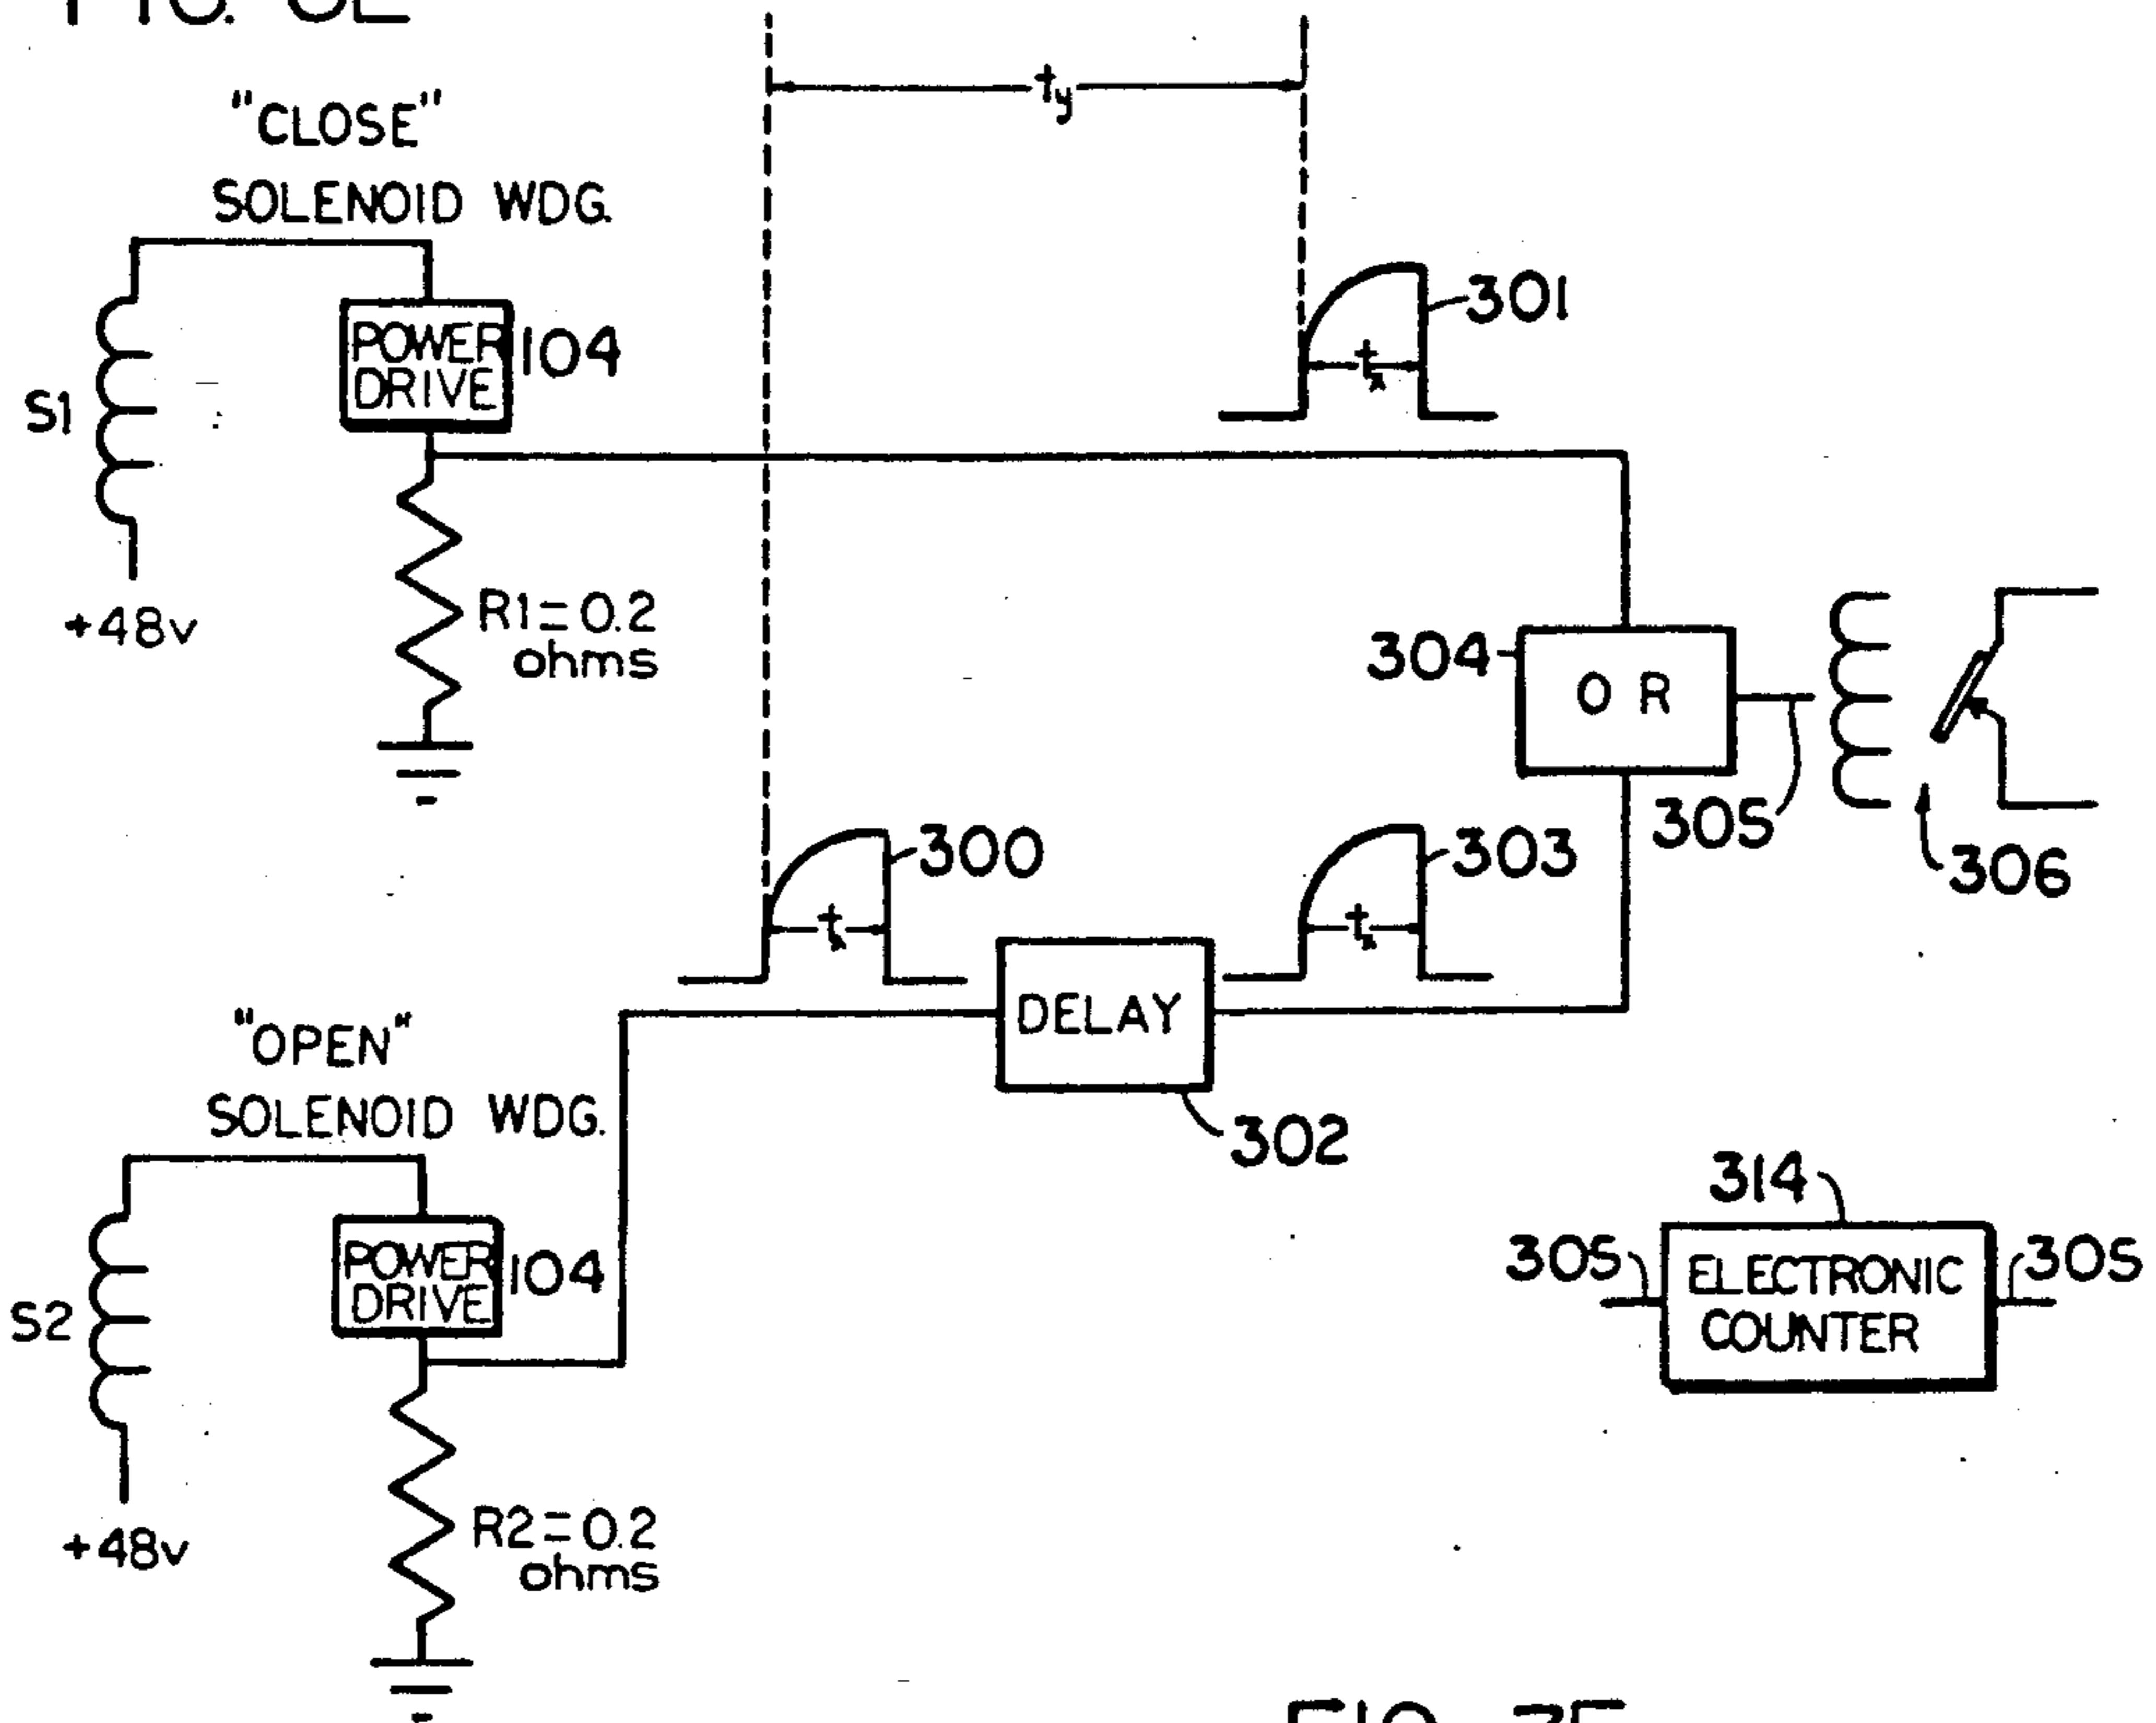 t_y
"CLOSE"
SOLENOID WDG.
301
t_x
POWER
DRIVE
104
S1
+48v
R1=0.2
ohms
304
OR
305
306
300
t_x
303
t_x
DELAY
302
"OPEN"
SOLENOID WDG.
POWER
DRIVE
104
S2
+48v
R2=0.2
ohms
314
305
ELECTRONIC
COUNTER
305